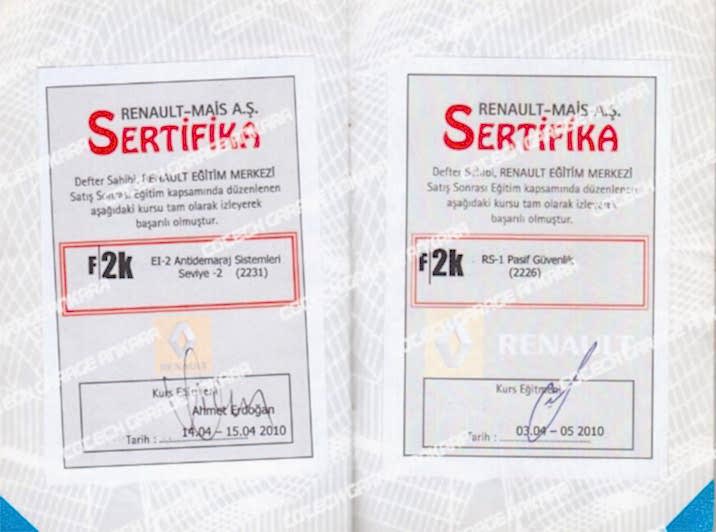 RENAULT-MAİS A.Ş.
SERTİFİKA
Defter Sahibi, RENAULT EĞİTİM MERKEZİ
Satış Sonrası Eğitim kapsamında düzenlenen
aşağıdaki kursu tam olarak izleyerek
başarılı olmuştur.
F2k
EI-2 Antidemaraj Sistemleri
Seviye -2 (2231)
RENAULT
Kurs Eğitmeni
Ahmet Erdoğan
Tarih : 14.04 - 15.04 2010
RENAULT-MAİS A.Ş.
SERTİFİKA
Defter Sahibi, RENAULT EĞİTİM MERKEZİ
Satış Sonrası Eğitim kapsamında düzenlenen
aşağıdaki kursu tam olarak izleyerek
başarılı olmuştur.
F2k
RS-1 Pasif Güvenlik
(2226)
RENAULT
Kurs Eğitmeni
Tarih : 03.04 - 05 2010
CGTECH GARAGE ANKARA